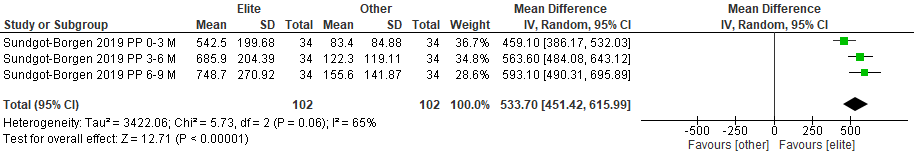 Elite Other Mean Difference Mean Difference
Study or Subgroup Mean SD Total Mean SD Total Weight IV, Random, 95% CI IV, Random, 95% CI
Sundgot-Borgen 2019 PP 0-3 M 542.5 199.68 34 83.4 84.88 34 36.7% 459.10 [386.17, 532.03]
Sundgot-Borgen 2019 PP 3-6 M 685.9 204.39 34 122.3 119.11 34 34.8% 563.60 [484.08, 643.12]
Sundgot-Borgen 2019 PP 6-9 M 748.7 270.92 34 155.6 141.87 34 28.6% 593.10 [490.31, 695.89]
Total (95% CI) 102 102 100.0% 533.70 [451.42, 615.99]
Heterogeneity: Tau² = 3422.06; Chi² = 5.73, df = 2 (P = 0.06); I² = 65%
Test for overall effect: Z = 12.71 (P < 0.00001)
-500 -250 0 250 500
Favours [other] Favours [elite]